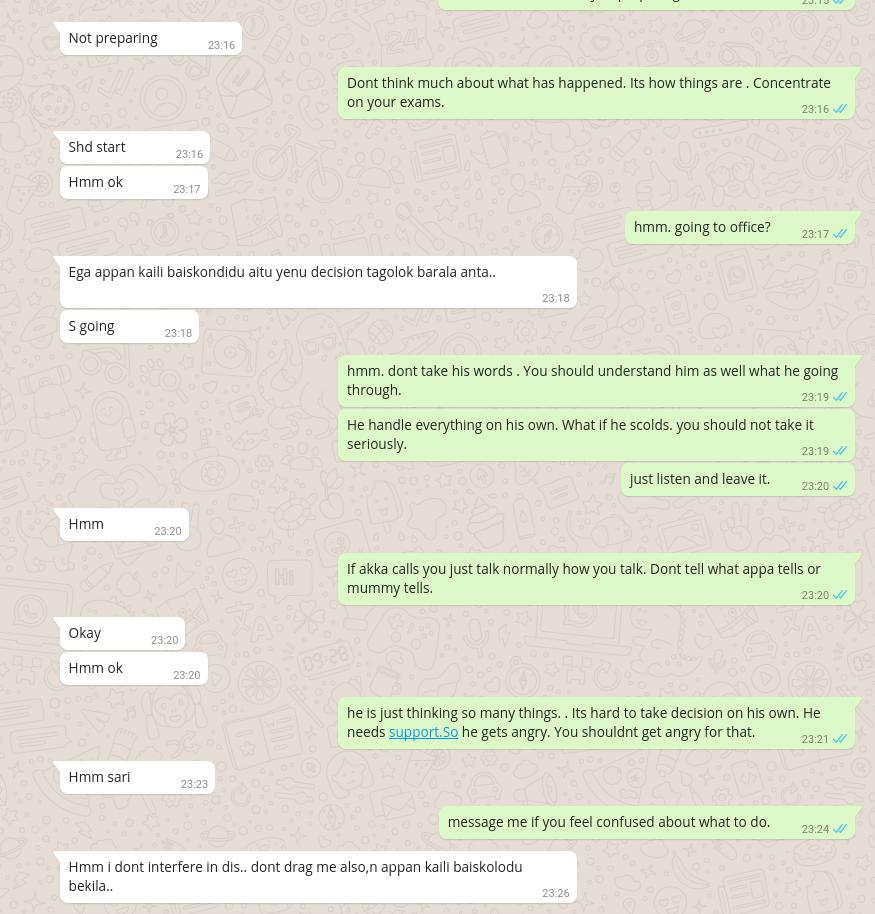 23:15
Not preparing
23:16
Dont think much about what has happened. Its how things are . Concentrate
on your exams.
23:16
Shd start
23:16
Hmm ok
23:17
hmm. going to office?
23:17
Ega appan kaili baiskondidu aitu yenu decision tagolok barala anta..
23:18
S going
23:18
hmm. dont take his words . You should understand him as well what he going
through.
23:19
He handle everything on his own. What if he scolds. you should not take it
seriously.
23:19
just listen and leave it.
23:20
Hmm
23:20
If akka calls you just talk normally how you talk. Dont tell what appa tells or
mummy tells.
23:20
Okay
23:20
Hmm ok
23:20
he is just thinking so many things. . Its hard to take decision on his own. He
needs support.So he gets angry. You shouldnt get angry for that.
23:21
Hmm sari
23:23
message me if you feel confused about what to do.
23:24
Hmm i dont interfere in dis.. dont drag me also,n appan kaili baiskolodu
bekila..
23:26